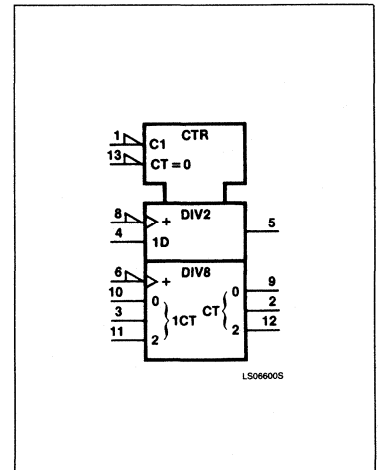 1 C1 CTR
13 CT = 0
8 + DIV2 5
4 1D
6 + DIV8
10 0 0 9
3 1CT CT 2
11 2 2 12
LS06600S